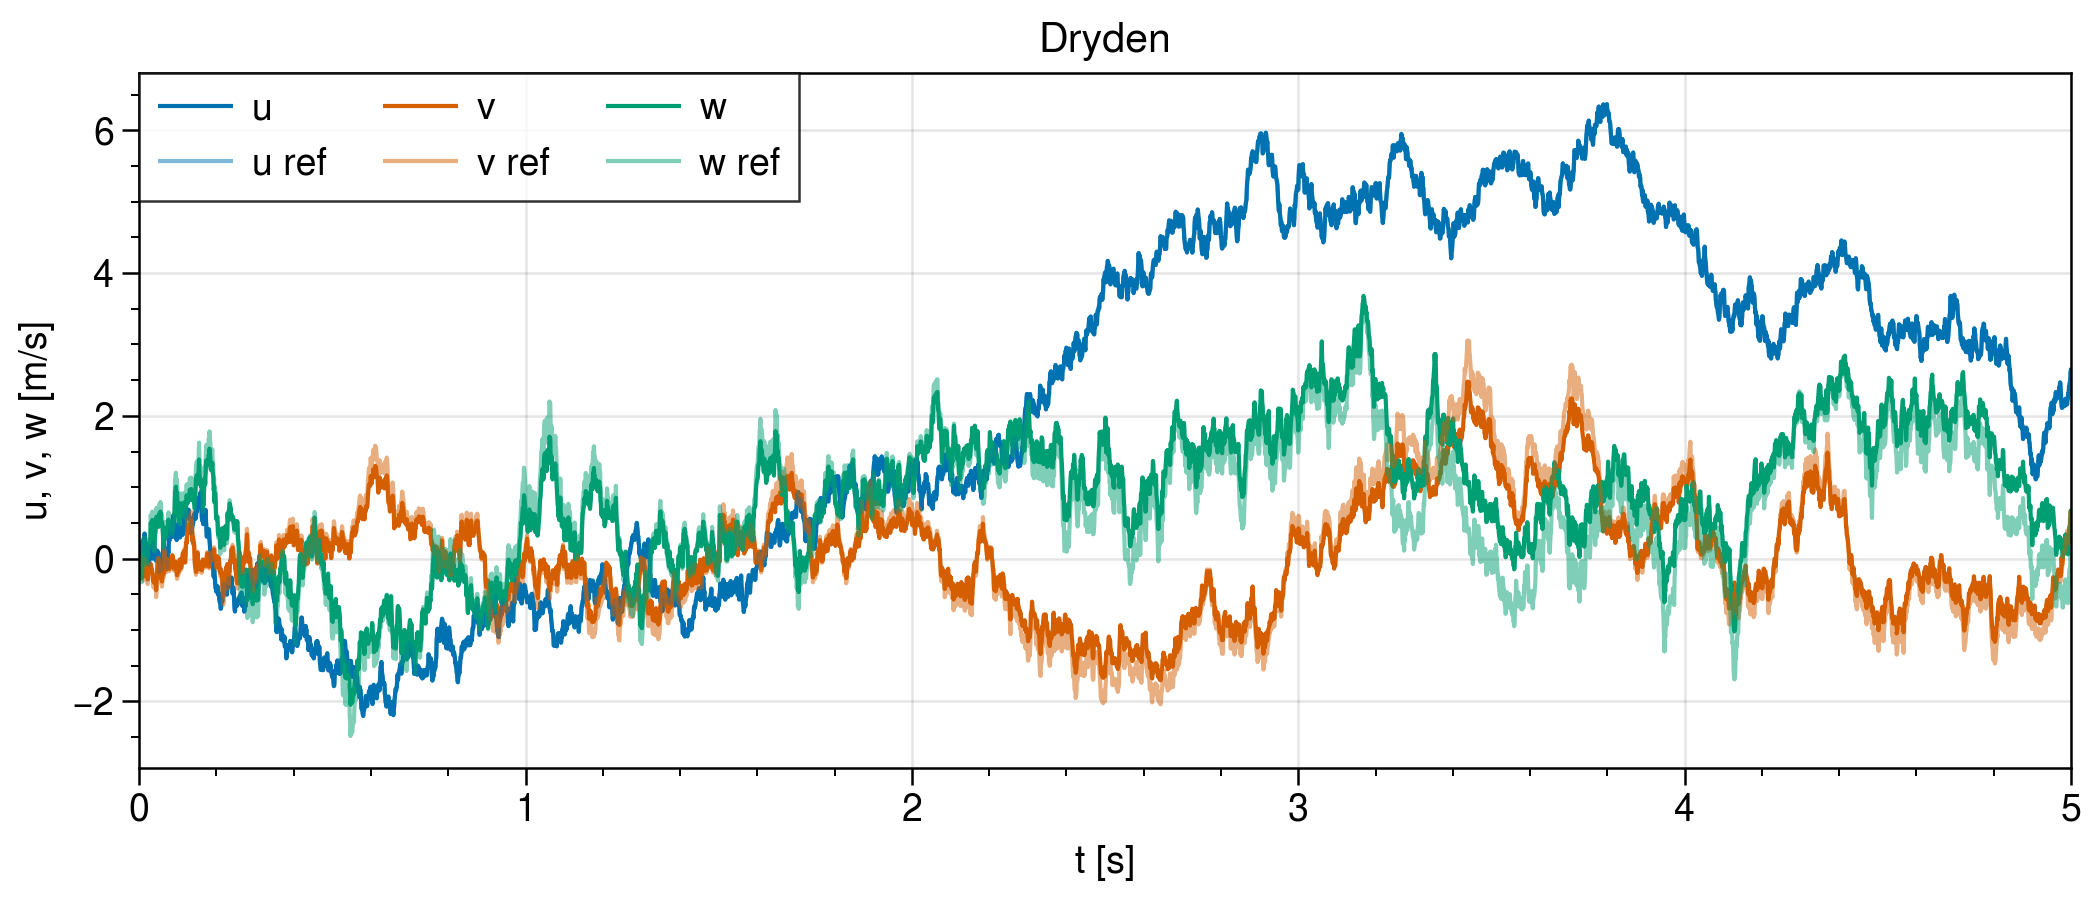 Dryden
u v w
u ref v ref w ref
6
4
2
0
−2
u, v, w [m/s]
0 1 2 3 4 5
t [s]